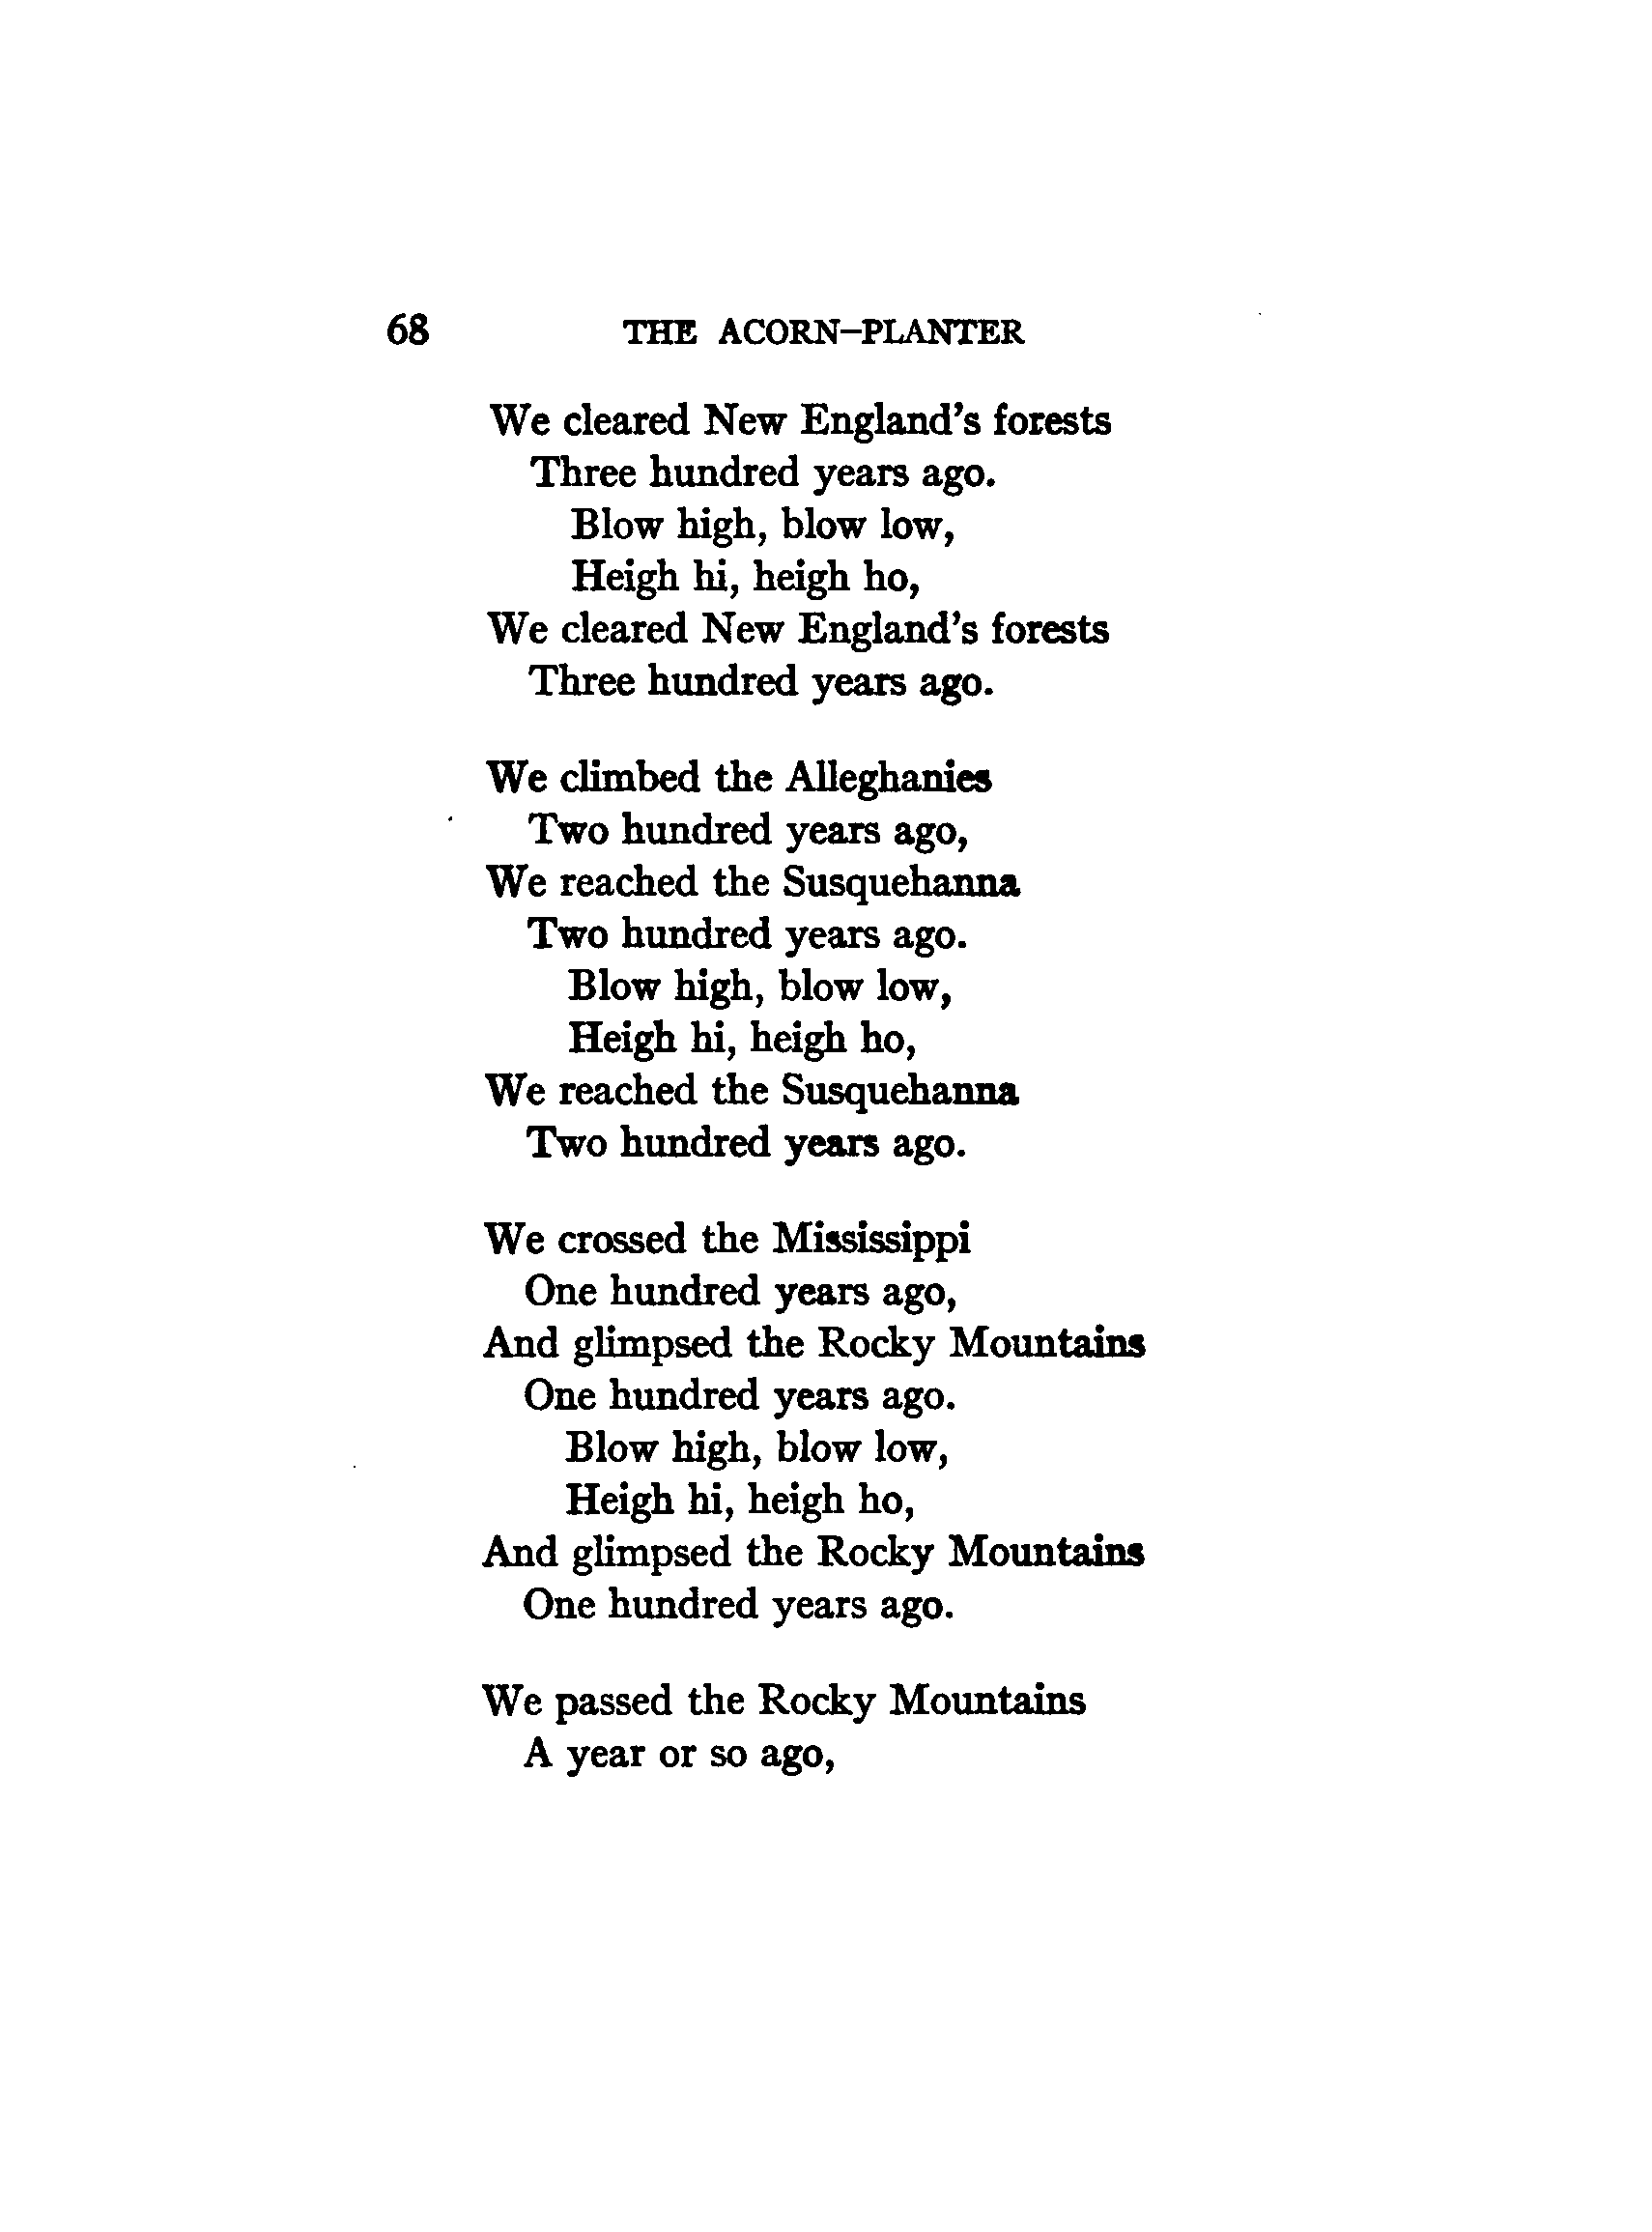 68 THE ACORN-PLANTER
We cleared New England's forests
Three hundred years ago.
Blow high, blow low,
Heigh hi, heigh ho,
We cleared New England's forests
Three hundred years ago.
We climbed the Alleghanies
Two hundred years ago,
We reached the Susquehanna
Two hundred years ago.
Blow high, blow low,
Heigh hi, heigh ho,
We reached the Susquehanna
Two hundred years ago.
We crossed the Mississippi
One hundred years ago,
And glimpsed the Rocky Mountains
One hundred years ago.
Blow high, blow low,
Heigh hi, heigh ho,
And glimpsed the Rocky Mountains
One hundred years ago.
We passed the Rocky Mountains
A year or so ago,